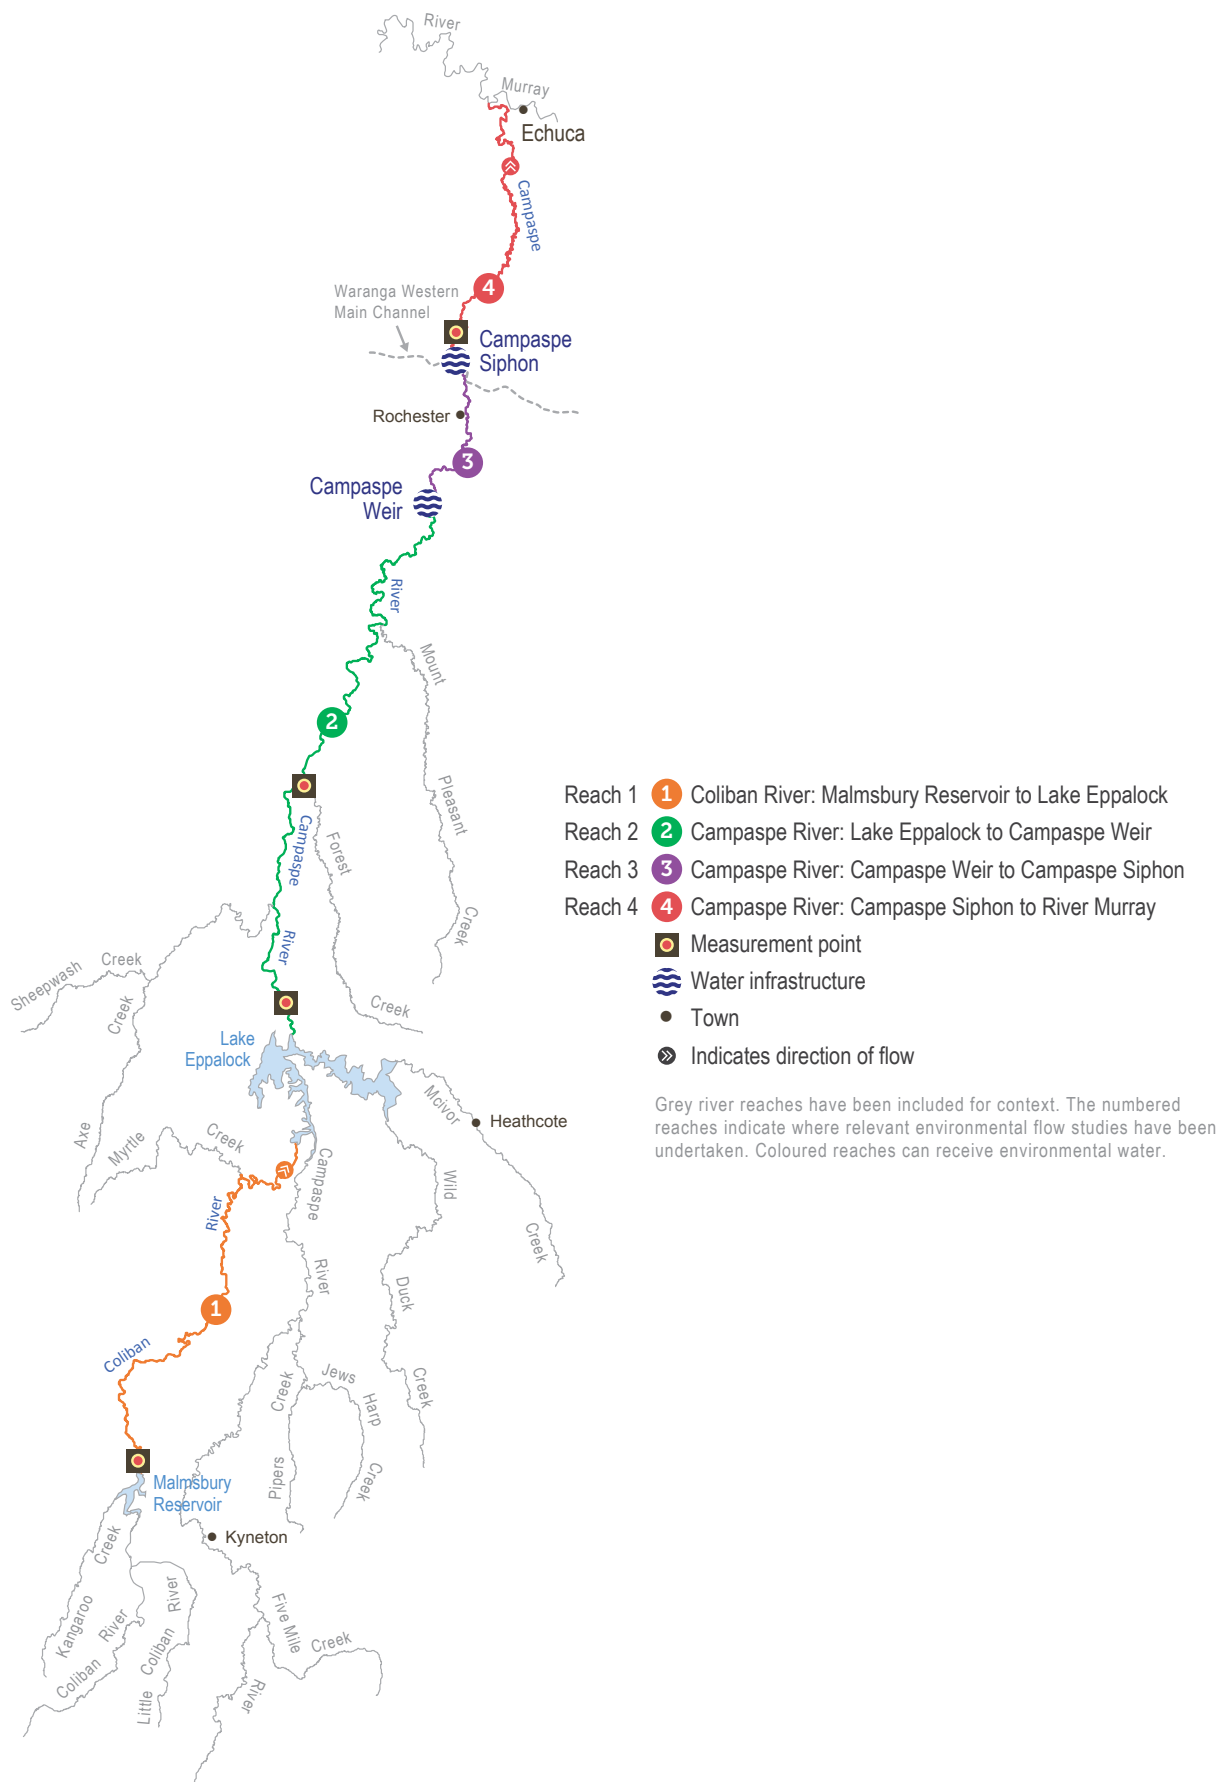 River
Murray
Echuca
Campaspe
4
Waranga Western
Main Channel
Campaspe
Siphon
Rochester
3
Campaspe
Weir
River
Mount
2
Pleasant
Campaspe
Forest
Creek
River
Creek
Sheepwash
Creek
Creek
Lake
Eppalock
Mcivor
Heathcote
Axe
Myrtle
Creek
Campaspe
Wild
River
Creek
River
Duck
1
Coliban
Jews
Creek
Harp
Creek
Pipers
Creek
Malmsbury
Reservoir
Kyneton
Creek
Kangaroo
River
Coliban
River
Coliban
Little
Five Mile
Creek
River
Reach 1 1 Coliban River: Malmsbury Reservoir to Lake Eppalock
Reach 2 2 Campaspe River: Lake Eppalock to Campaspe Weir
Reach 3 3 Campaspe River: Campaspe Weir to Campaspe Siphon
Reach 4 4 Campaspe River: Campaspe Siphon to River Murray
Measurement point
Water infrastructure
Town
Indicates direction of flow
Grey river reaches have been included for context. The numbered
reaches indicate where relevant environmental flow studies have been
undertaken. Coloured reaches can receive environmental water.